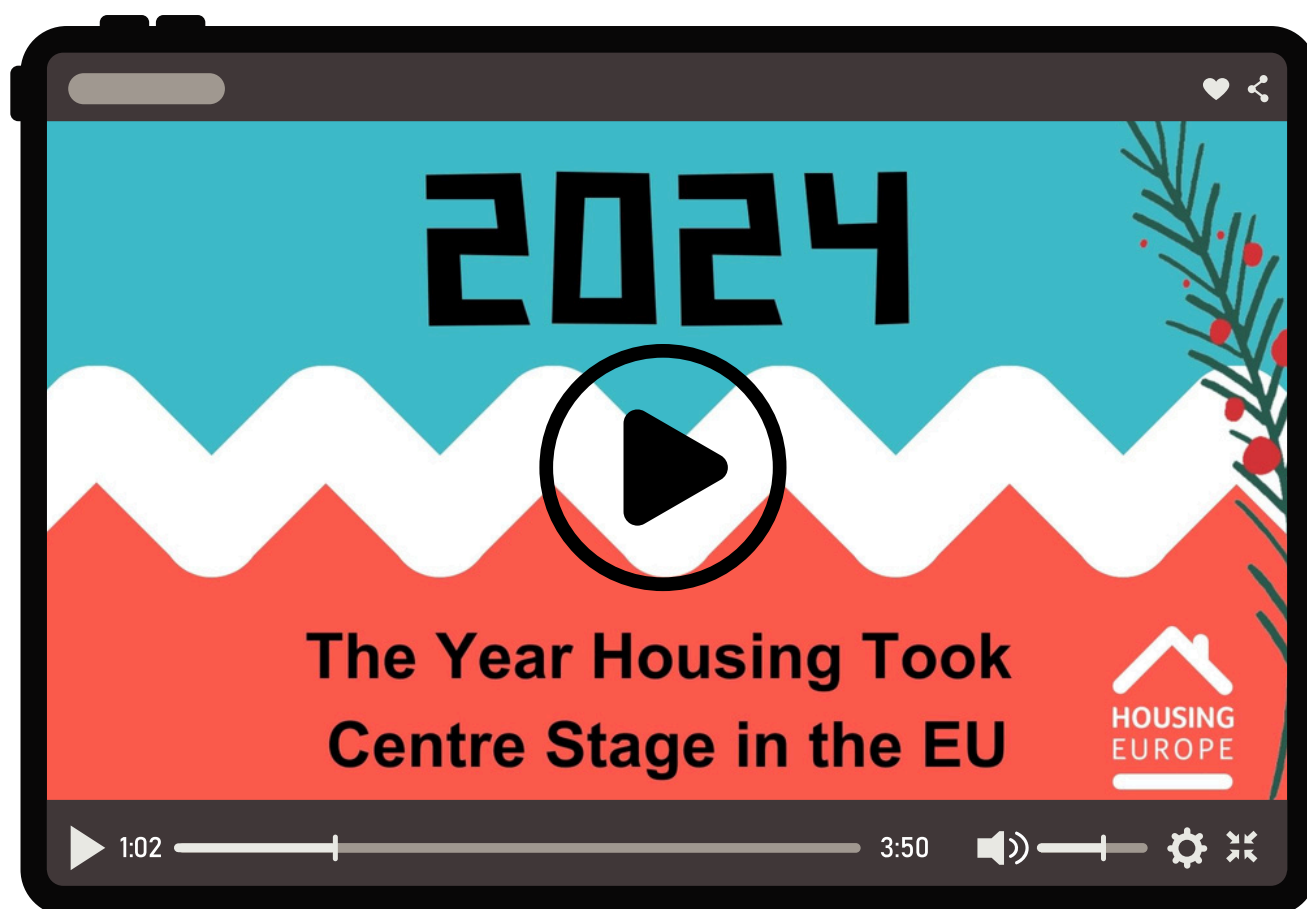 2024
The Year Housing Took
Centre Stage in the EU
HOUSING
EUROPE
1:02
3:50